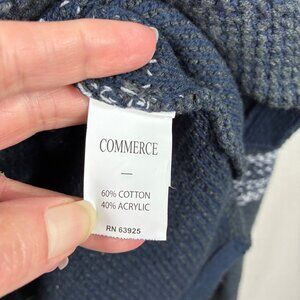 COMMERCE
—
60% COTTON
40% ACRYLIC
RN 63925